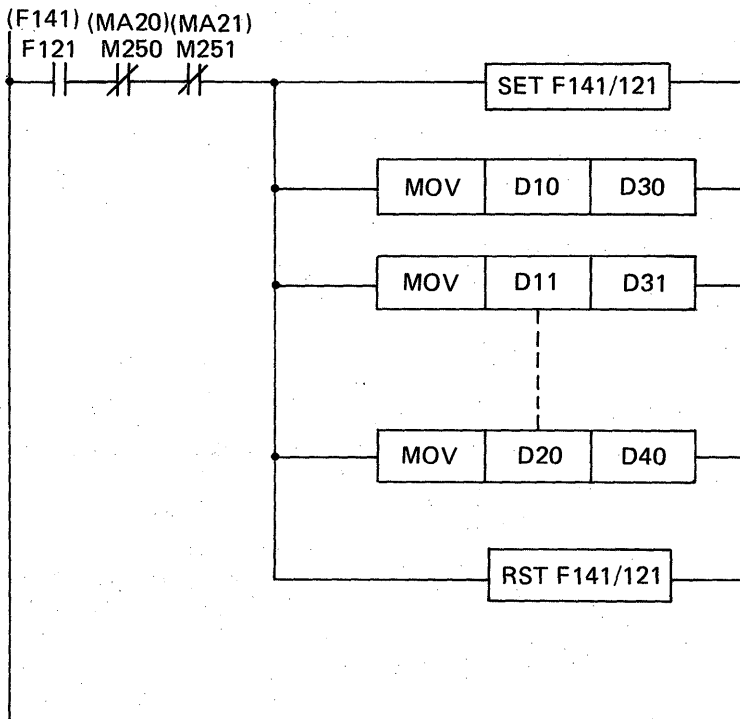 (F141) (MA20)(MA21)
F121 M250 M251
SET F141/121
MOV D10 D30
MOV D11 D31
MOV D20 D40
RST F141/121